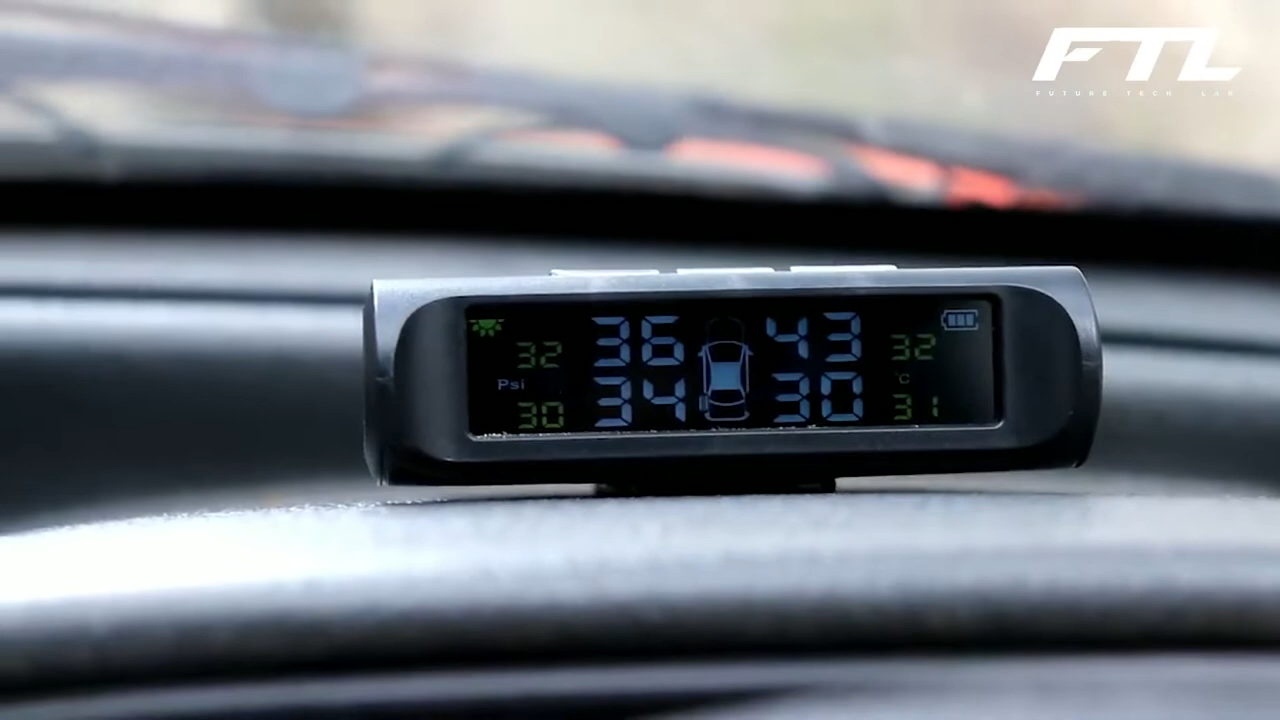 FTL
FUTURE TECH LAB
36 43
32 32
Psi °C
34 30
30 31